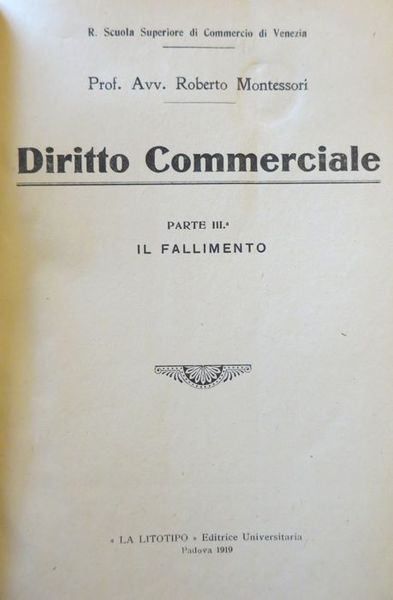 R. Scuola Superiore di Commercio di Venezia
Prof. Avv. Roberto Montessori
Diritto Commerciale
PARTE III.ª
IL FALLIMENTO
« LA LITOTIPO » Editrice Universitaria
Padova 1919